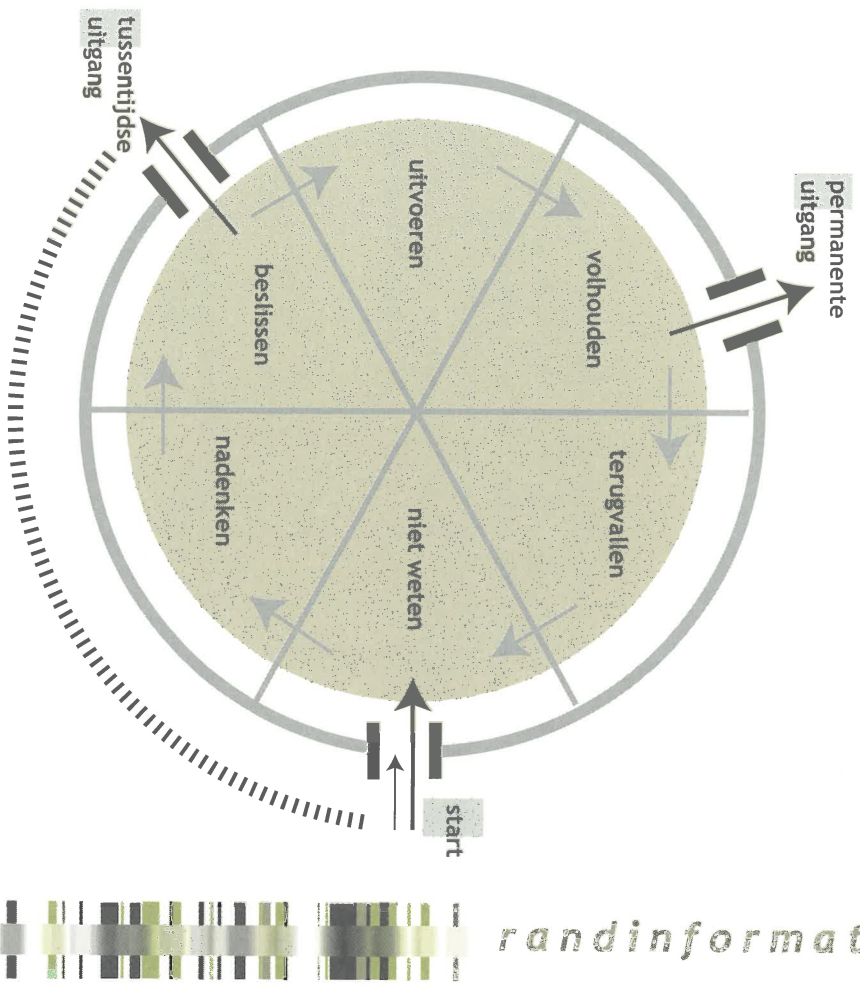 tussentijdse
uitgang
permanente
uitgang
uitvoeren
volhouden
beslissen
terugvallen
nadenken
niet weten
start
randinformat